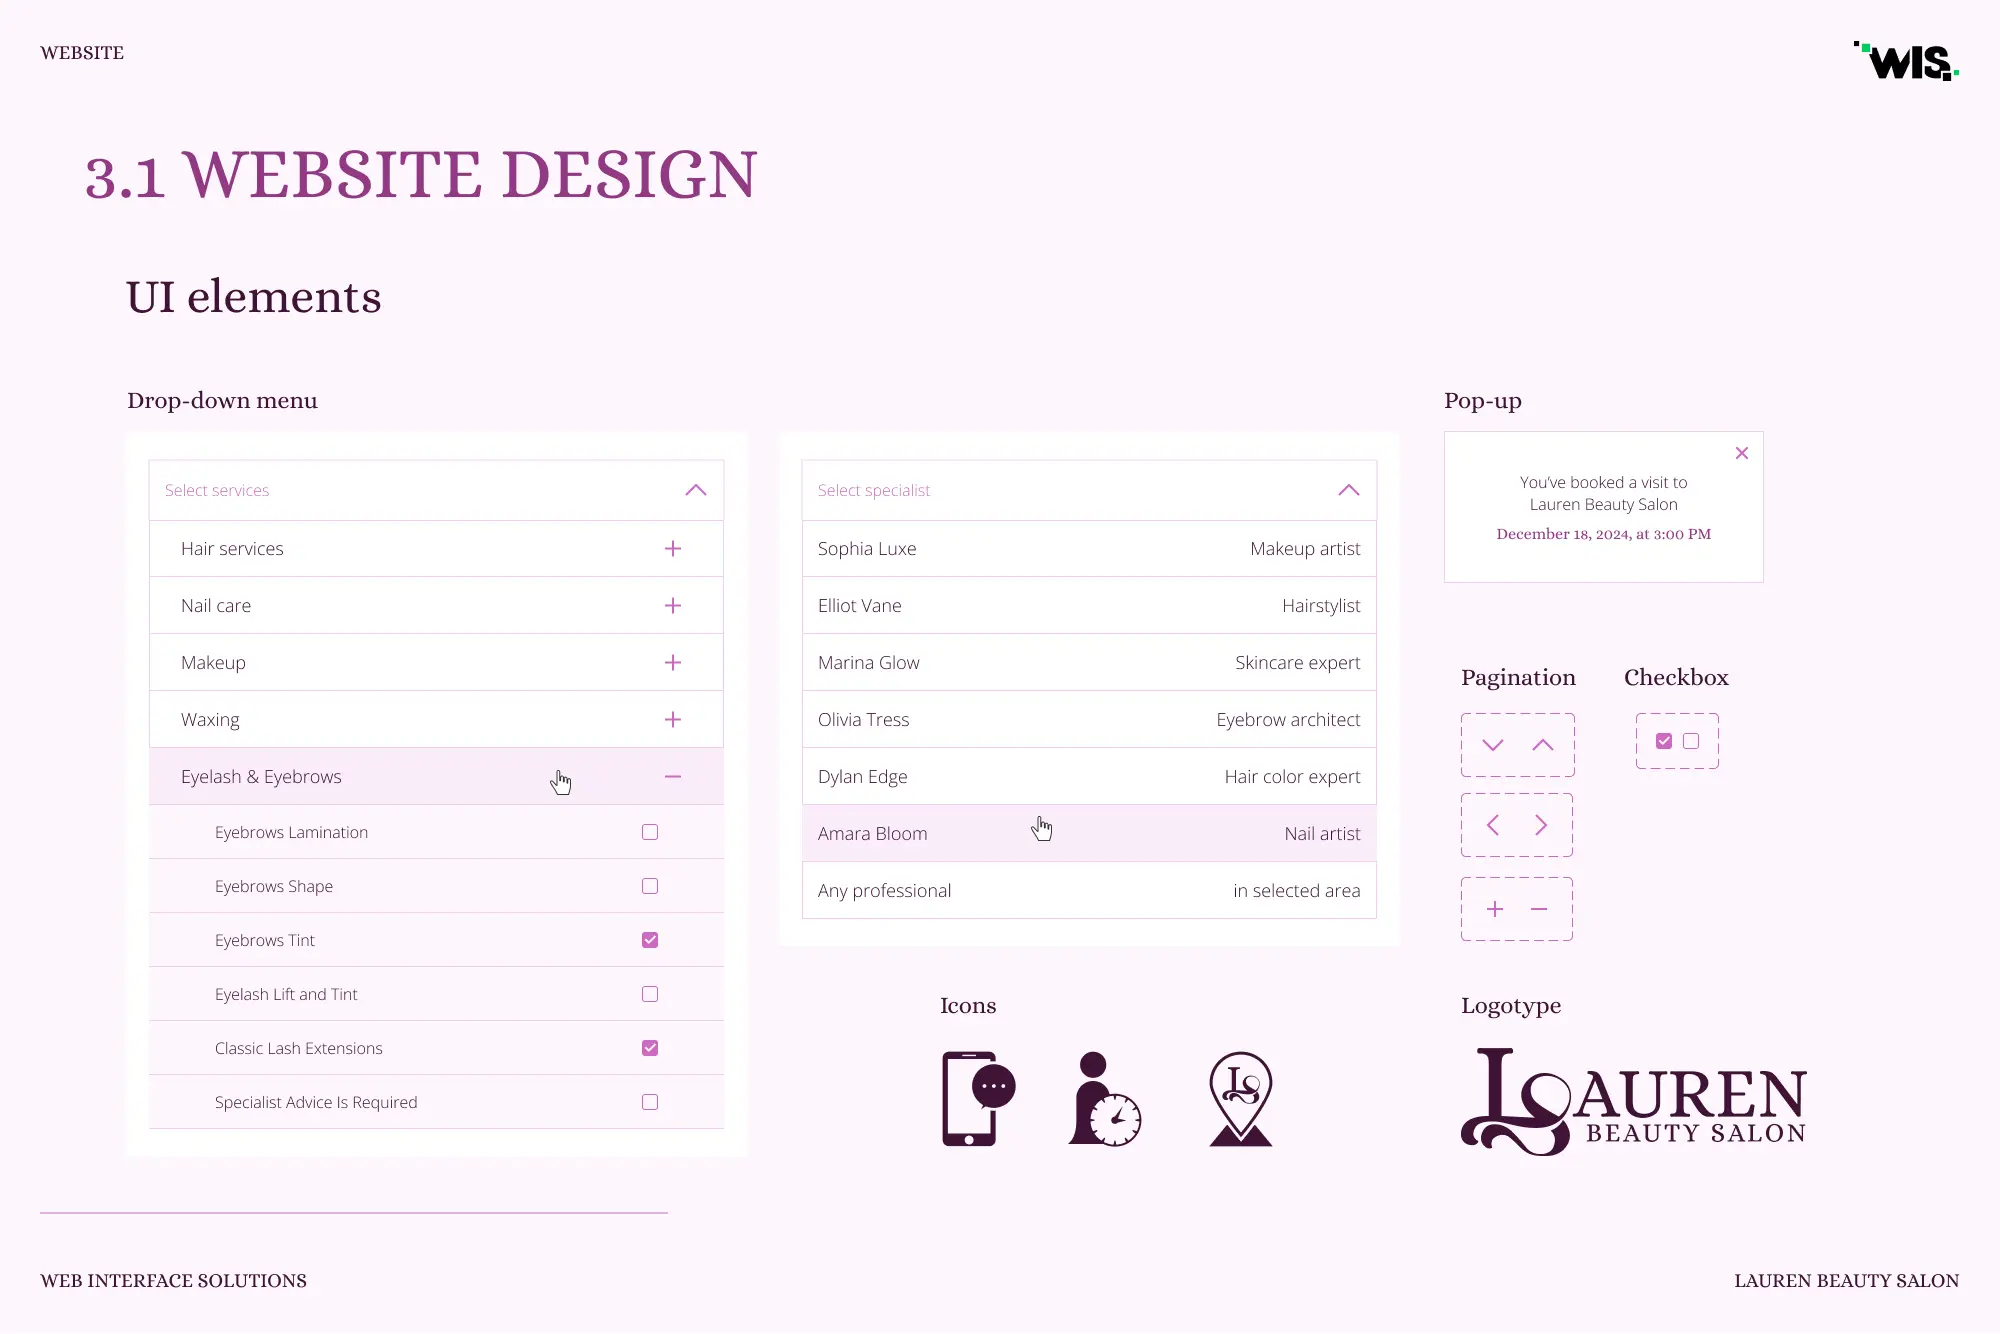 WEBSITE
WIS.
3.1 WEBSITE DESIGN
UI elements
Drop-down menu
Select services
Hair services
Nail care
Makeup
Waxing
Eyelash & Eyebrows
Eyebrows Lamination
Eyebrows Shape
Eyebrows Tint
Eyelash Lift and Tint
Classic Lash Extensions
Specialist Advice Is Required
Select specialist
Sophia Luxe Makeup artist
Elliot Vane Hairstylist
Marina Glow Skincare expert
Olivia Tress Eyebrow architect
Dylan Edge Hair color expert
Amara Bloom Nail artist
Any professional in selected area
Pop-up
You've booked a visit to
Lauren Beauty Salon
December 18, 2024, at 3:00 PM
Pagination
Checkbox
Icons
LS
Logotype
LSAUREN
BEAUTY SALON
WEB INTERFACE SOLUTIONS
LAUREN BEAUTY SALON